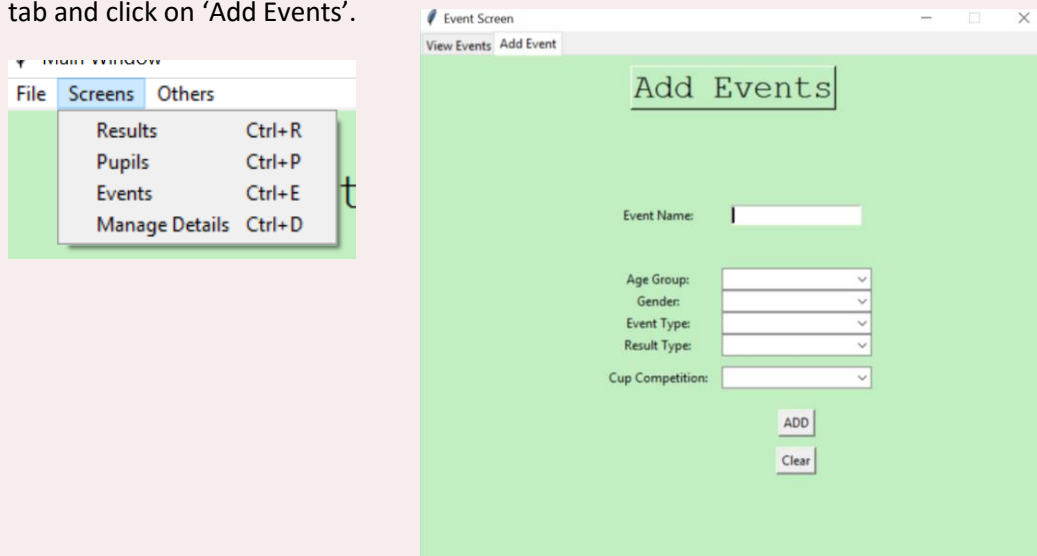 tab and click on ‘Add Events’.
Main Window
File Screens Others
Results Ctrl+R
Pupils Ctrl+P
Events Ctrl+E
Manage Details Ctrl+D
t
Event Screen
View Events Add Event
Add Events
Event Name:
Age Group:
Gender:
Event Type:
Result Type:
Cup Competition:
ADD
Clear